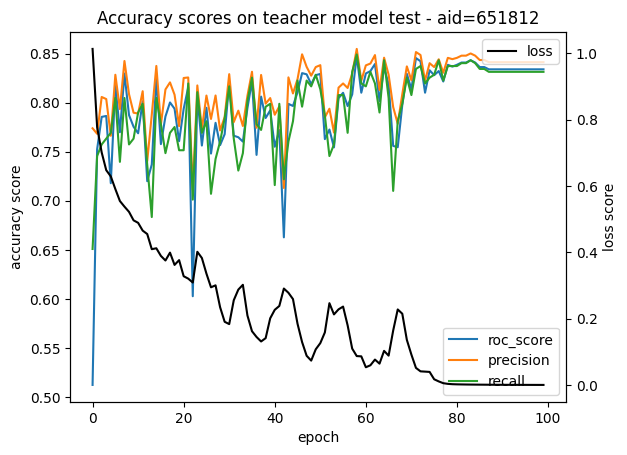 Accuracy scores on teacher model test - aid=651812
accuracy score
0.85
0.80
0.75
0.70
0.65
0.60
0.55
0.50
loss
1.0
0.8
0.6
0.4
0.2
0.0
loss score
roc_score
precision
recall
0
20
40
60
80
100
epoch